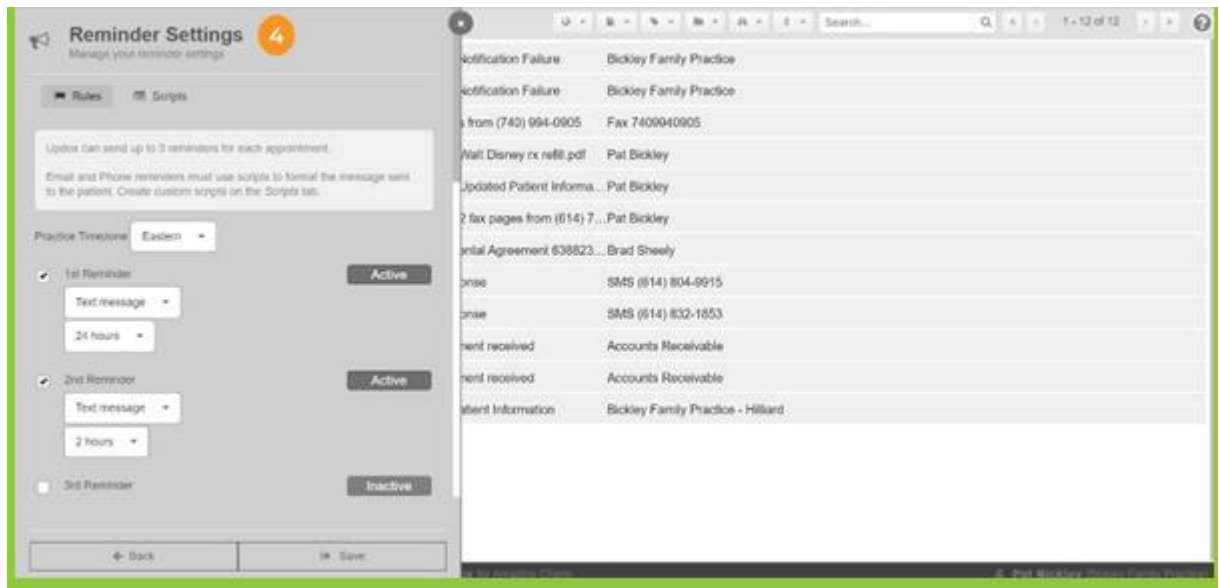 Reminder Settings 4
Manage your reminder settings
Rules Scripts
Updox can send up to 3 reminders for each appointment.
Email and Phone reminders must use scripts to format the message sent
to the patient. Create custom scripts on the Scripts tab.
Practice Timezone Eastern
1st Reminder Active
Text message
24 hours
2nd Reminder Active
Text message
2 hours
3rd Reminder Inactive
Back Save
Search... 1 - 12 of 12 ?
Notification Failure Bickley Family Practice
Notification Failure Bickley Family Practice
from (740) 994-0905 Fax 7409940905
Walt Disney rx refill.pdf Pat Bickley
Updated Patient Informa... Pat Bickley
2 fax pages from (614) 7... Pat Bickley
ental Agreement 638823... Brad Sheely
onse SMS (614) 804-9915
onse SMS (614) 832-1853
ment received Accounts Receivable
ment received Accounts Receivable
atient Information Bickley Family Practice - Hilliard
Pat Bickley (Bickley Family Practice)